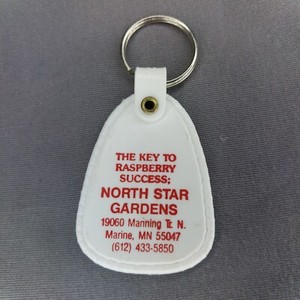 THE KEY TO
RASPBERRY
SUCCESS;
NORTH STAR
GARDENS
19060 Manning Tr. N.
Marine, MN 55047
(612) 433-5850